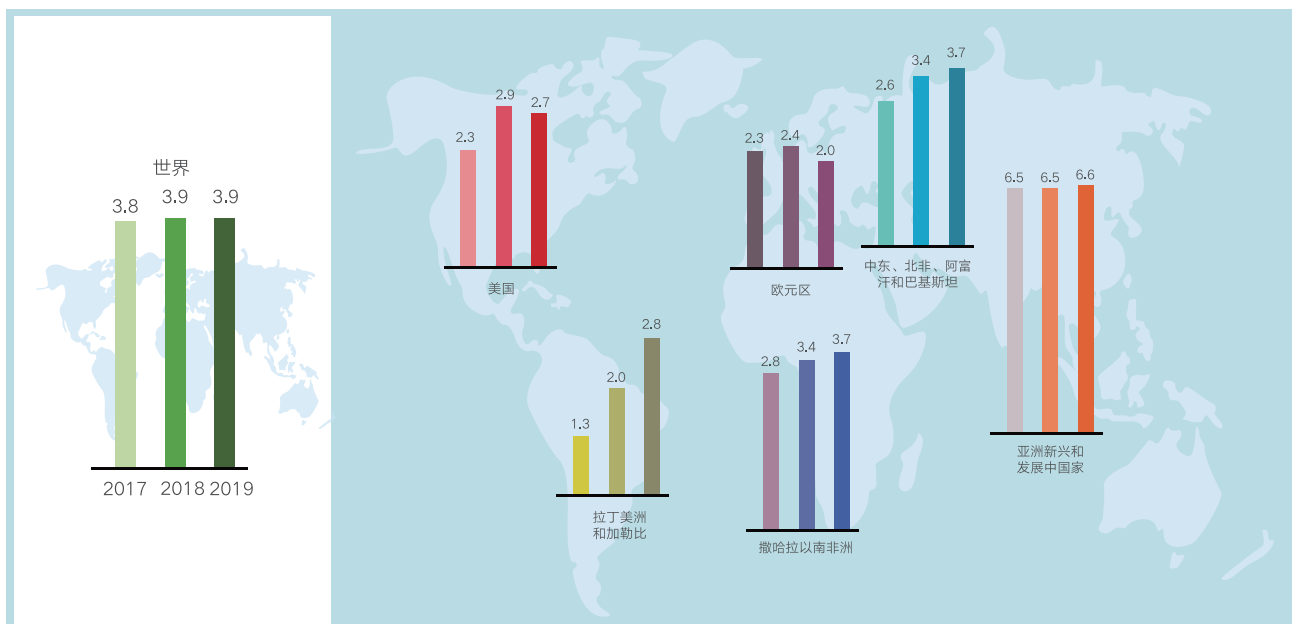 世界
3.8
3.9
3.9
2017
2018
2019
2.3
2.9
2.7
美国
2.3
2.4
2.0
欧元区
2.6
3.4
3.7
中东、北非、阿富
汗和巴基斯坦
6.5
6.5
6.6
亚洲新兴和
发展中国家
1.3
2.0
2.8
拉丁美洲
和加勒比
2.8
3.4
3.7
撒哈拉以南非洲